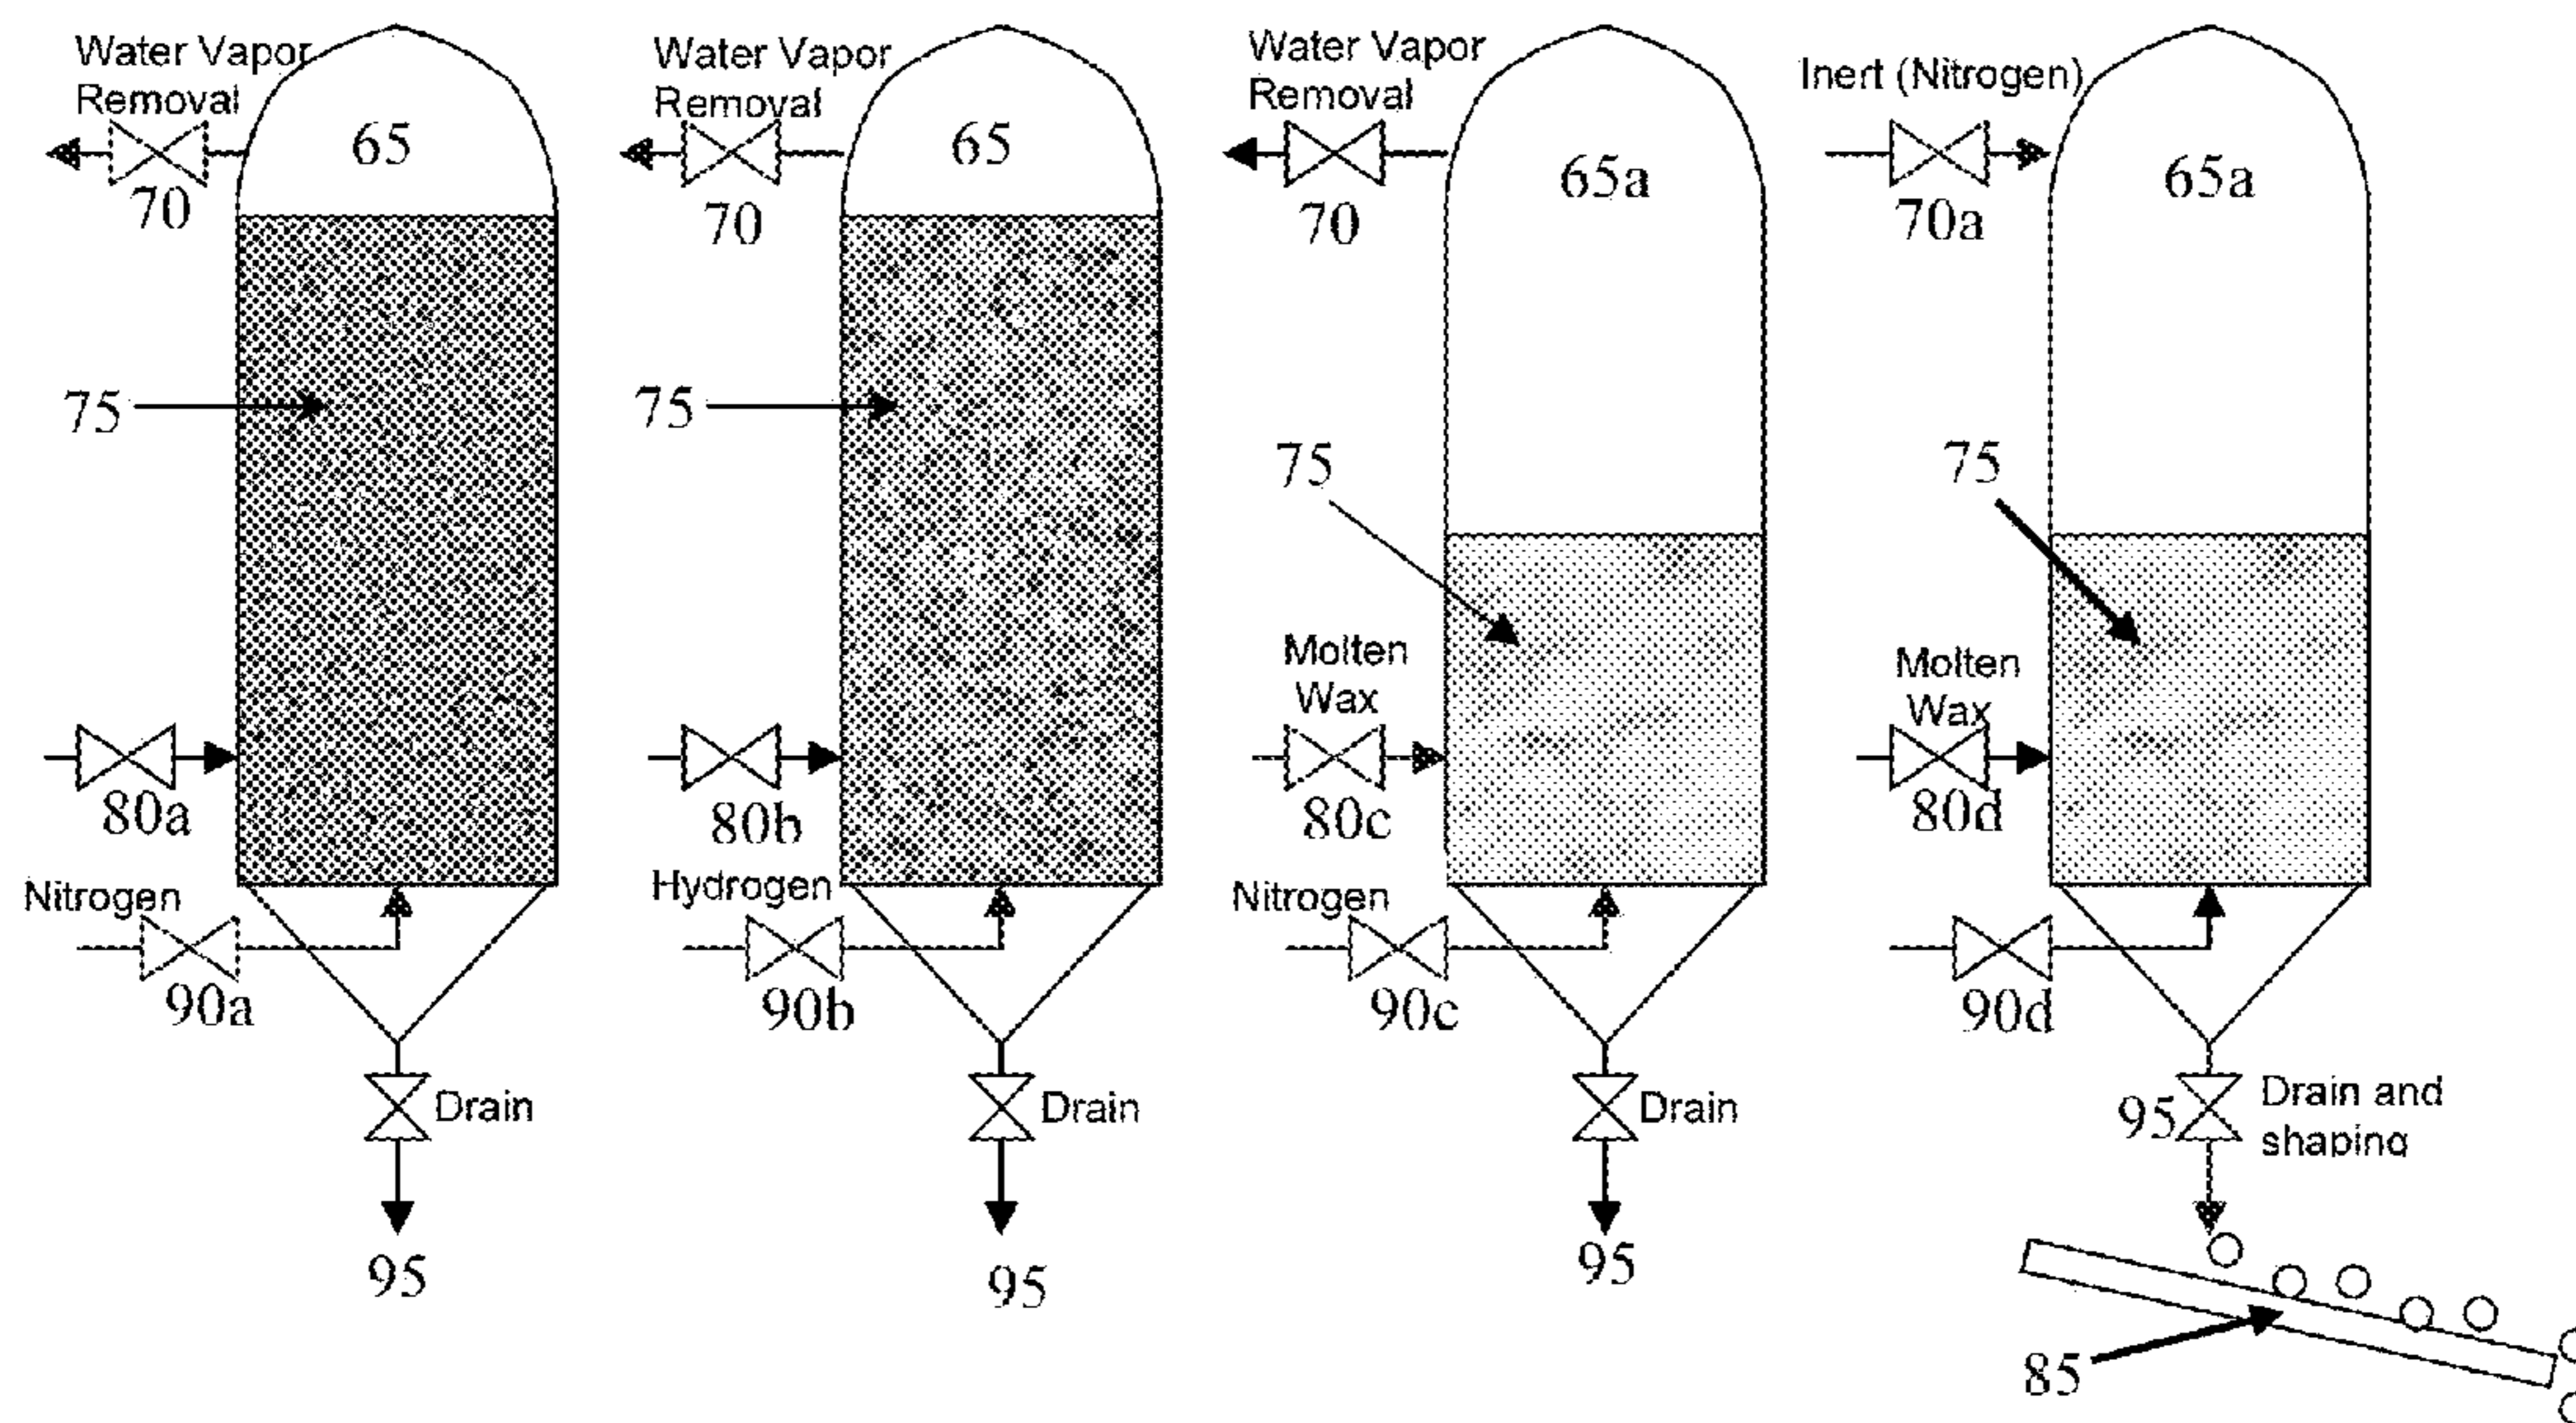 Water Vapor
Removal
65
70
75
80a
Nitrogen
90a
Drain
95
Water Vapor
Removal
65
70
75
80b
Hydrogen
90b
Drain
95
Water Vapor
Removal
65a
70
75
Molten
Wax
80c
Nitrogen
90c
Drain
95
Inert (Nitrogen)
65a
70a
75
Molten
Wax
80d
90d
95
Drain and
shaping
85